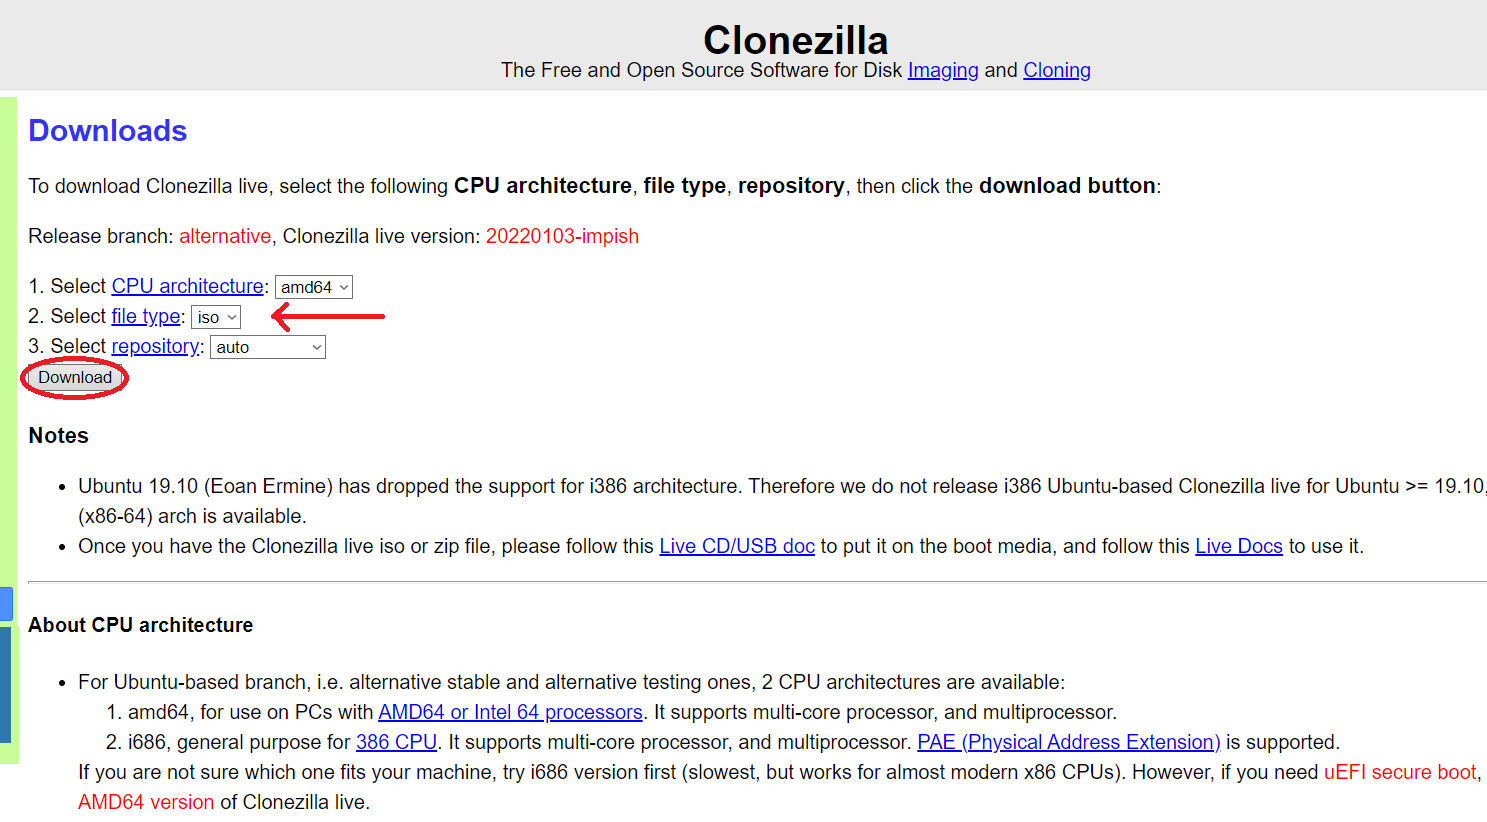 Clonezilla
The Free and Open Source Software for Disk Imaging and Cloning
Downloads
To download Clonezilla live, select the following CPU architecture, file type, repository, then click the download button:
Release branch: alternative, Clonezilla live version: 20220103-impish
1. Select CPU architecture: amd64
2. Select file type: iso
3. Select repository: auto
Download
Notes
• Ubuntu 19.10 (Eoan Ermine) has dropped the support for i386 architecture. Therefore we do not release i386 Ubuntu-based Clonezilla live for Ubuntu >= 19.10,
(x86-64) arch is available.
• Once you have the Clonezilla live iso or zip file, please follow this Live CD/USB doc to put it on the boot media, and follow this Live Docs to use it.
About CPU architecture
• For Ubuntu-based branch, i.e. alternative stable and alternative testing ones, 2 CPU architectures are available:
1. amd64, for use on PCs with AMD64 or Intel 64 processors. It supports multi-core processor, and multiprocessor.
2. i686, general purpose for 386 CPU. It supports multi-core processor, and multiprocessor. PAE (Physical Address Extension) is supported.
If you are not sure which one fits your machine, try i686 version first (slowest, but works for almost modern x86 CPUs). However, if you need uEFI secure boot,
AMD64 version of Clonezilla live.